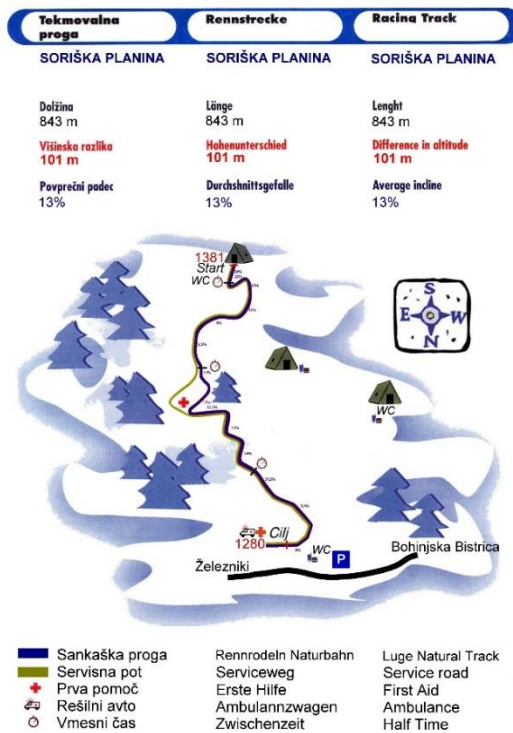 Tekmovalna proga
Rennstrecke
Racing Track
SORIŠKA PLANINA
SORIŠKA PLANINA
SORIŠKA PLANINA
Dolžina
843 m
Länge
843 m
Lenght
843 m
Višinska razlika
101 m
Hohenunterschied
101 m
Difference in altitude
101 m
Povprečni padec
13%
Durchshnittsgefalle
13%
Average incline
13%
1381
Start
WC
S
E W
N
WC
Cilj
1280
WC
P
Železniki
Bohinjska Bistrica
Sankaška proga Rennrodeln Naturbahn Luge Natural Track
Servisna pot Serviceweg Service road
Prva pomoč Erste Hilfe First Aid
Rešilni avto Ambulannzwagen Ambulance
Vmesni čas Zwischenzeit Half Time